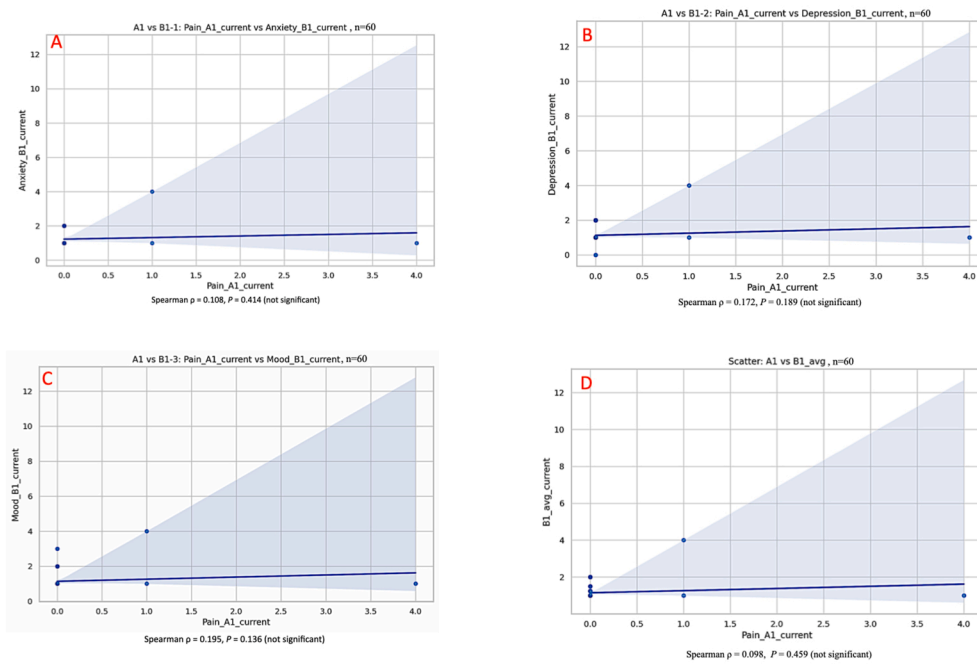 A
A1 vs B1-1: Pain_A1_current vs Anxiety_B1_current , n=60
Anxiety_B1_current
12
10
8
6
4
2
0
0.0 0.5 1.0 1.5 2.0 2.5 3.0 3.5 4.0
Pain_A1_current
Spearman ρ = 0.108, P = 0.414 (not significant)
B
A1 vs B1-2: Pain_A1_current vs Depression_B1_current , n=60
Depression_B1_current
12
10
8
6
4
2
0
0.0 0.5 1.0 1.5 2.0 2.5 3.0 3.5 4.0
Pain_A1_current
Spearman ρ = 0.172, P = 0.189 (not significant)
C
A1 vs B1-3: Pain_A1_current vs Mood_B1_current, n=60
Mood_B1_current
12
10
8
6
4
2
0
0.0 0.5 1.0 1.5 2.0 2.5 3.0 3.5 4.0
Pain_A1_current
Spearman ρ = 0.195, P = 0.136 (not significant)
D
Scatter: A1 vs B1_avg , n=60
B1_avg_current
12
10
8
6
4
2
0.0 0.5 1.0 1.5 2.0 2.5 3.0 3.5 4.0
Pain_A1_current
Spearman ρ = 0.098, P = 0.459 (not significant)